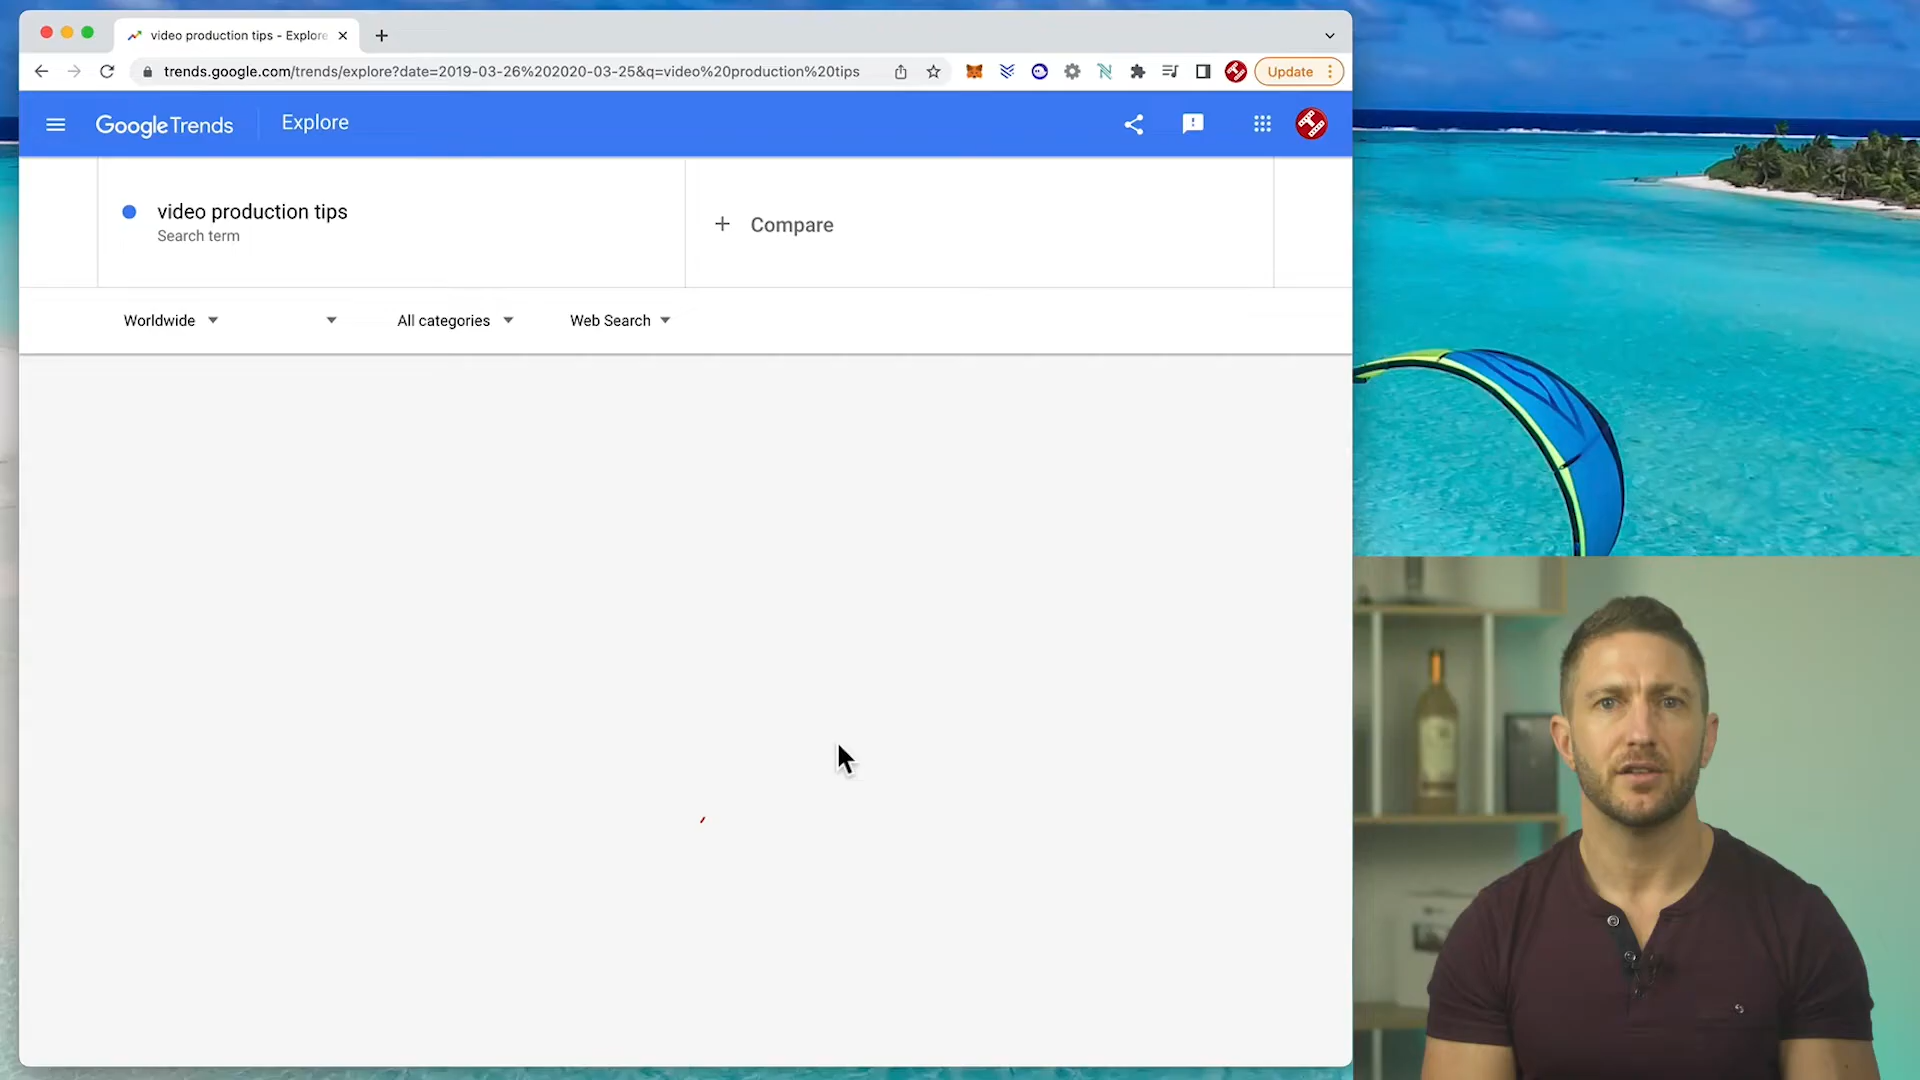 video production tips - Explore
trends.google.com/trends/explore?date=2019-03-26%202020-03-25&q=video%20production%20tips
Update
Google Trends
Explore
video production tips
Search term
+ Compare
Worldwide
All categories
Web Search